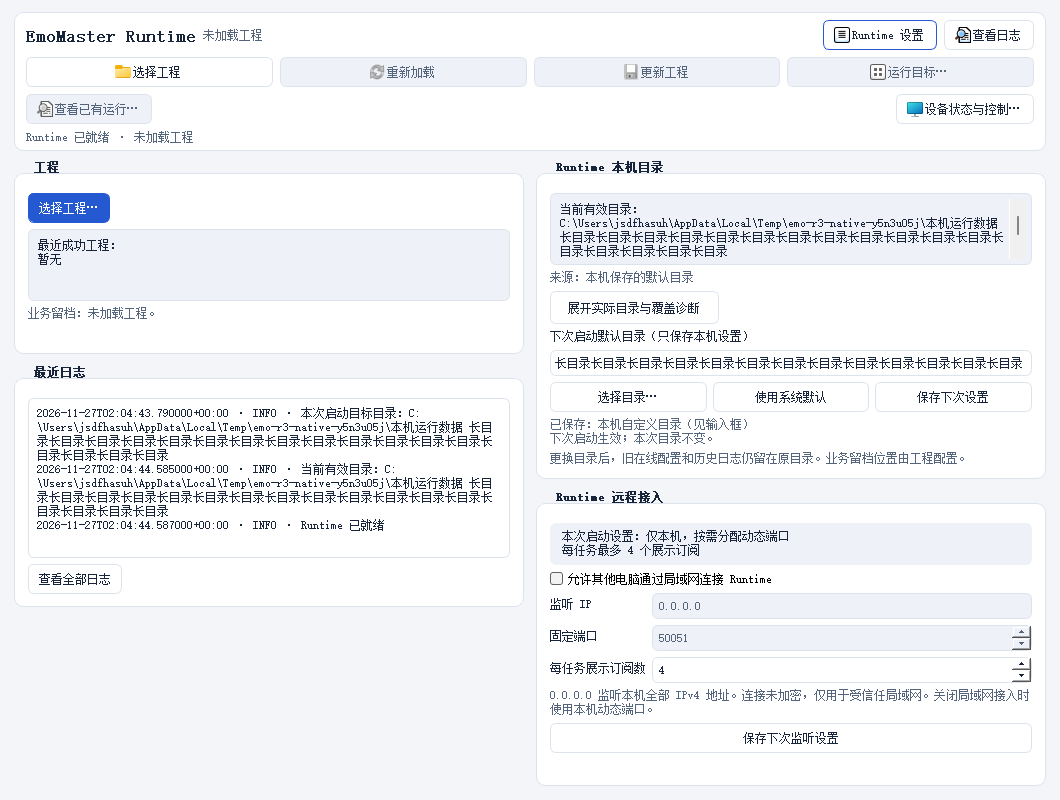 EmoMaster Runtime 未加载工程
Runtime 设置
查看日志
选择工程
重新加载
更新工程
运行目标…
查看已有运行…
设备状态与控制…
Runtime 已就绪 · 未加载工程
工程
选择工程…
最近成功工程：
暂无
业务留档：未加载工程。
最近日志
2026-11-27T02:04:43.790000+00:00 · INFO · 本次启动目标目录：C:
\Users\jsdfhasuh\AppData\Local\Temp\emo-r3-native-y5n3u05j\本机运行数据 长目
录长目录长目录长目录长目录长目录长目录长目录长目录长目录长目录长目录长目录
长目录长目录长目录长目录
2026-11-27T02:04:44.585000+00:00 · INFO · 当前有效目录：C:
\Users\jsdfhasuh\AppData\Local\Temp\emo-r3-native-y5n3u05j\本机运行数据 长目
录长目录长目录长目录长目录长目录长目录长目录长目录长目录长目录长目录长目录
长目录长目录长目录长目录
2026-11-27T02:04:44.587000+00:00 · INFO · Runtime 已就绪
查看全部日志
Runtime 本机目录
当前有效目录：
C:\Users\jsdfhasuh\AppData\Local\Temp\emo-r3-native-y5n3u05j\本机运行数据
长目录长目录长目录长目录长目录长目录长目录长目录长目录长目录长目录长目录长
目录长目录长目录长目录长目录
来源：本机保存的默认目录
展开实际目录与覆盖诊断
下次启动默认目录（只保存本机设置）
长目录长目录长目录长目录长目录长目录长目录长目录长目录长目录长目录长目录长目录
选择目录…
使用系统默认
保存下次设置
已保存：本机自定义目录（见输入框）
下次启动生效；本次目录不变。
更换目录后，旧在线配置和历史日志仍留在原目录。业务留档位置由工程配置。
Runtime 远程接入
本次启动设置：仅本机，按需分配动态端口
每任务最多 4 个展示订阅
允许其他电脑通过局域网连接 Runtime
监听 IP
0.0.0.0
固定端口
50051
每任务展示订阅数
4
0.0.0.0 监听本机全部 IPv4 地址。连接未加密，仅用于受信任局域网。关闭局域网接入时
使用本机动态端口。
保存下次监听设置